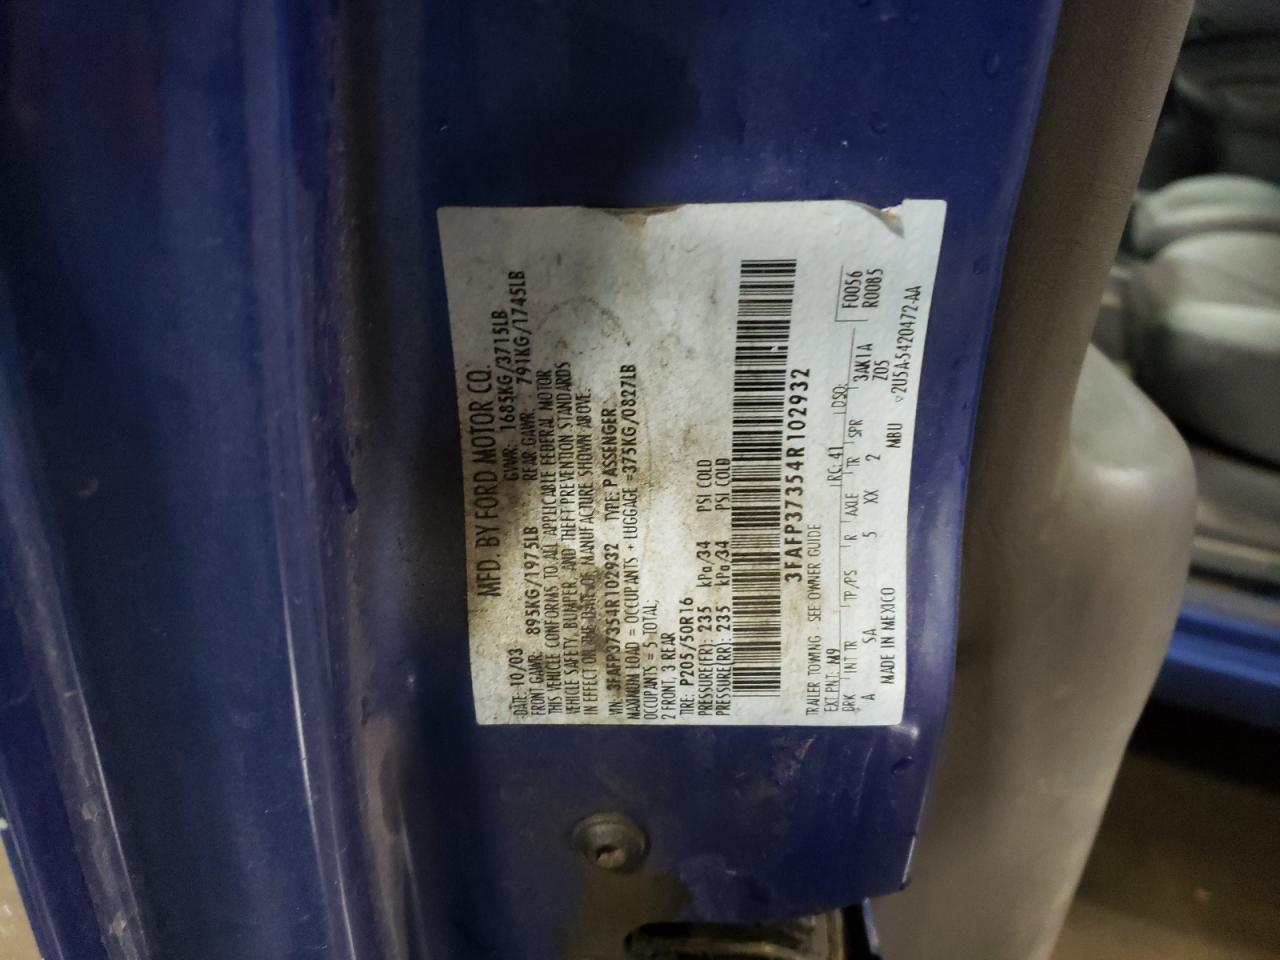 MFD. BY FORD MOTOR CO.
DATE: 10/03 GVWR: 1685KG/3715LB
FRONT GAWR: 895KG/1975LB REAR GAWR: 791KG/1745LB
THIS VEHICLE CONFORMS TO ALL APPLICABLE FEDERAL MOTOR
VEHICLE SAFETY, BUMPER, AND THEFT PREVENTION STANDARDS
IN EFFECT ON THE DATE OF MANUFACTURE SHOWN ABOVE.
VIN: 3FAFP37354R102932 TYPE: PASSENGER
MAXIMUM LOAD = OCCUPANTS + LUGGAGE =375KG/0827LB
OCCUPANTS = 5 TOTAL;
2 FRONT, 3 REAR
TIRE: P205/50R16
PRESSURE(FR): 235 kPa/34 PSI COLD
PRESSURE(RR): 235 kPa/34 PSI COLD
3FAFP37354R102932
TRAILER TOWING - SEE OWNER GUIDE
F0056
R0085
EXT PNT: M9 RC: 41 DSO:
BRK INT TR TP/PS R AXLE TR SPR 3AK1A
A SA 5 XX 2 Z05
MADE IN MEXICO MBU
▽2U5A-5420472-AA